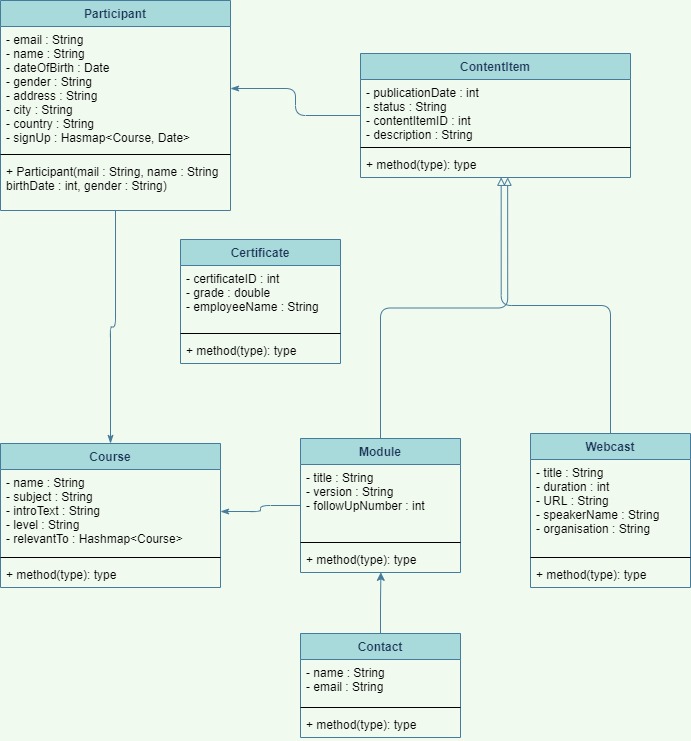 Participant
- email : String
- name : String
- dateOfBirth : Date
- gender : String
- address : String
- city : String
- country : String
- signUp : Hasmap<Course, Date>
+ Participant(mail : String, name : String
birthDate : int, gender : String)
ContentItem
- publicationDate : int
- status : String
- contentItemID : int
- description : String
+ method(type): type
Certificate
- certificateID : int
- grade : double
- employeeName : String
+ method(type): type
Course
- name : String
- subject : String
- introText : String
- level : String
- relevantTo : Hashmap<Course>
+ method(type): type
Module
- title : String
- version : String
- followUpNumber : int
+ method(type): type
Webcast
- title : String
- duration : int
- URL : String
- speakerName : String
- organisation : String
+ method(type): type
Contact
- name : String
- email : String
+ method(type): type